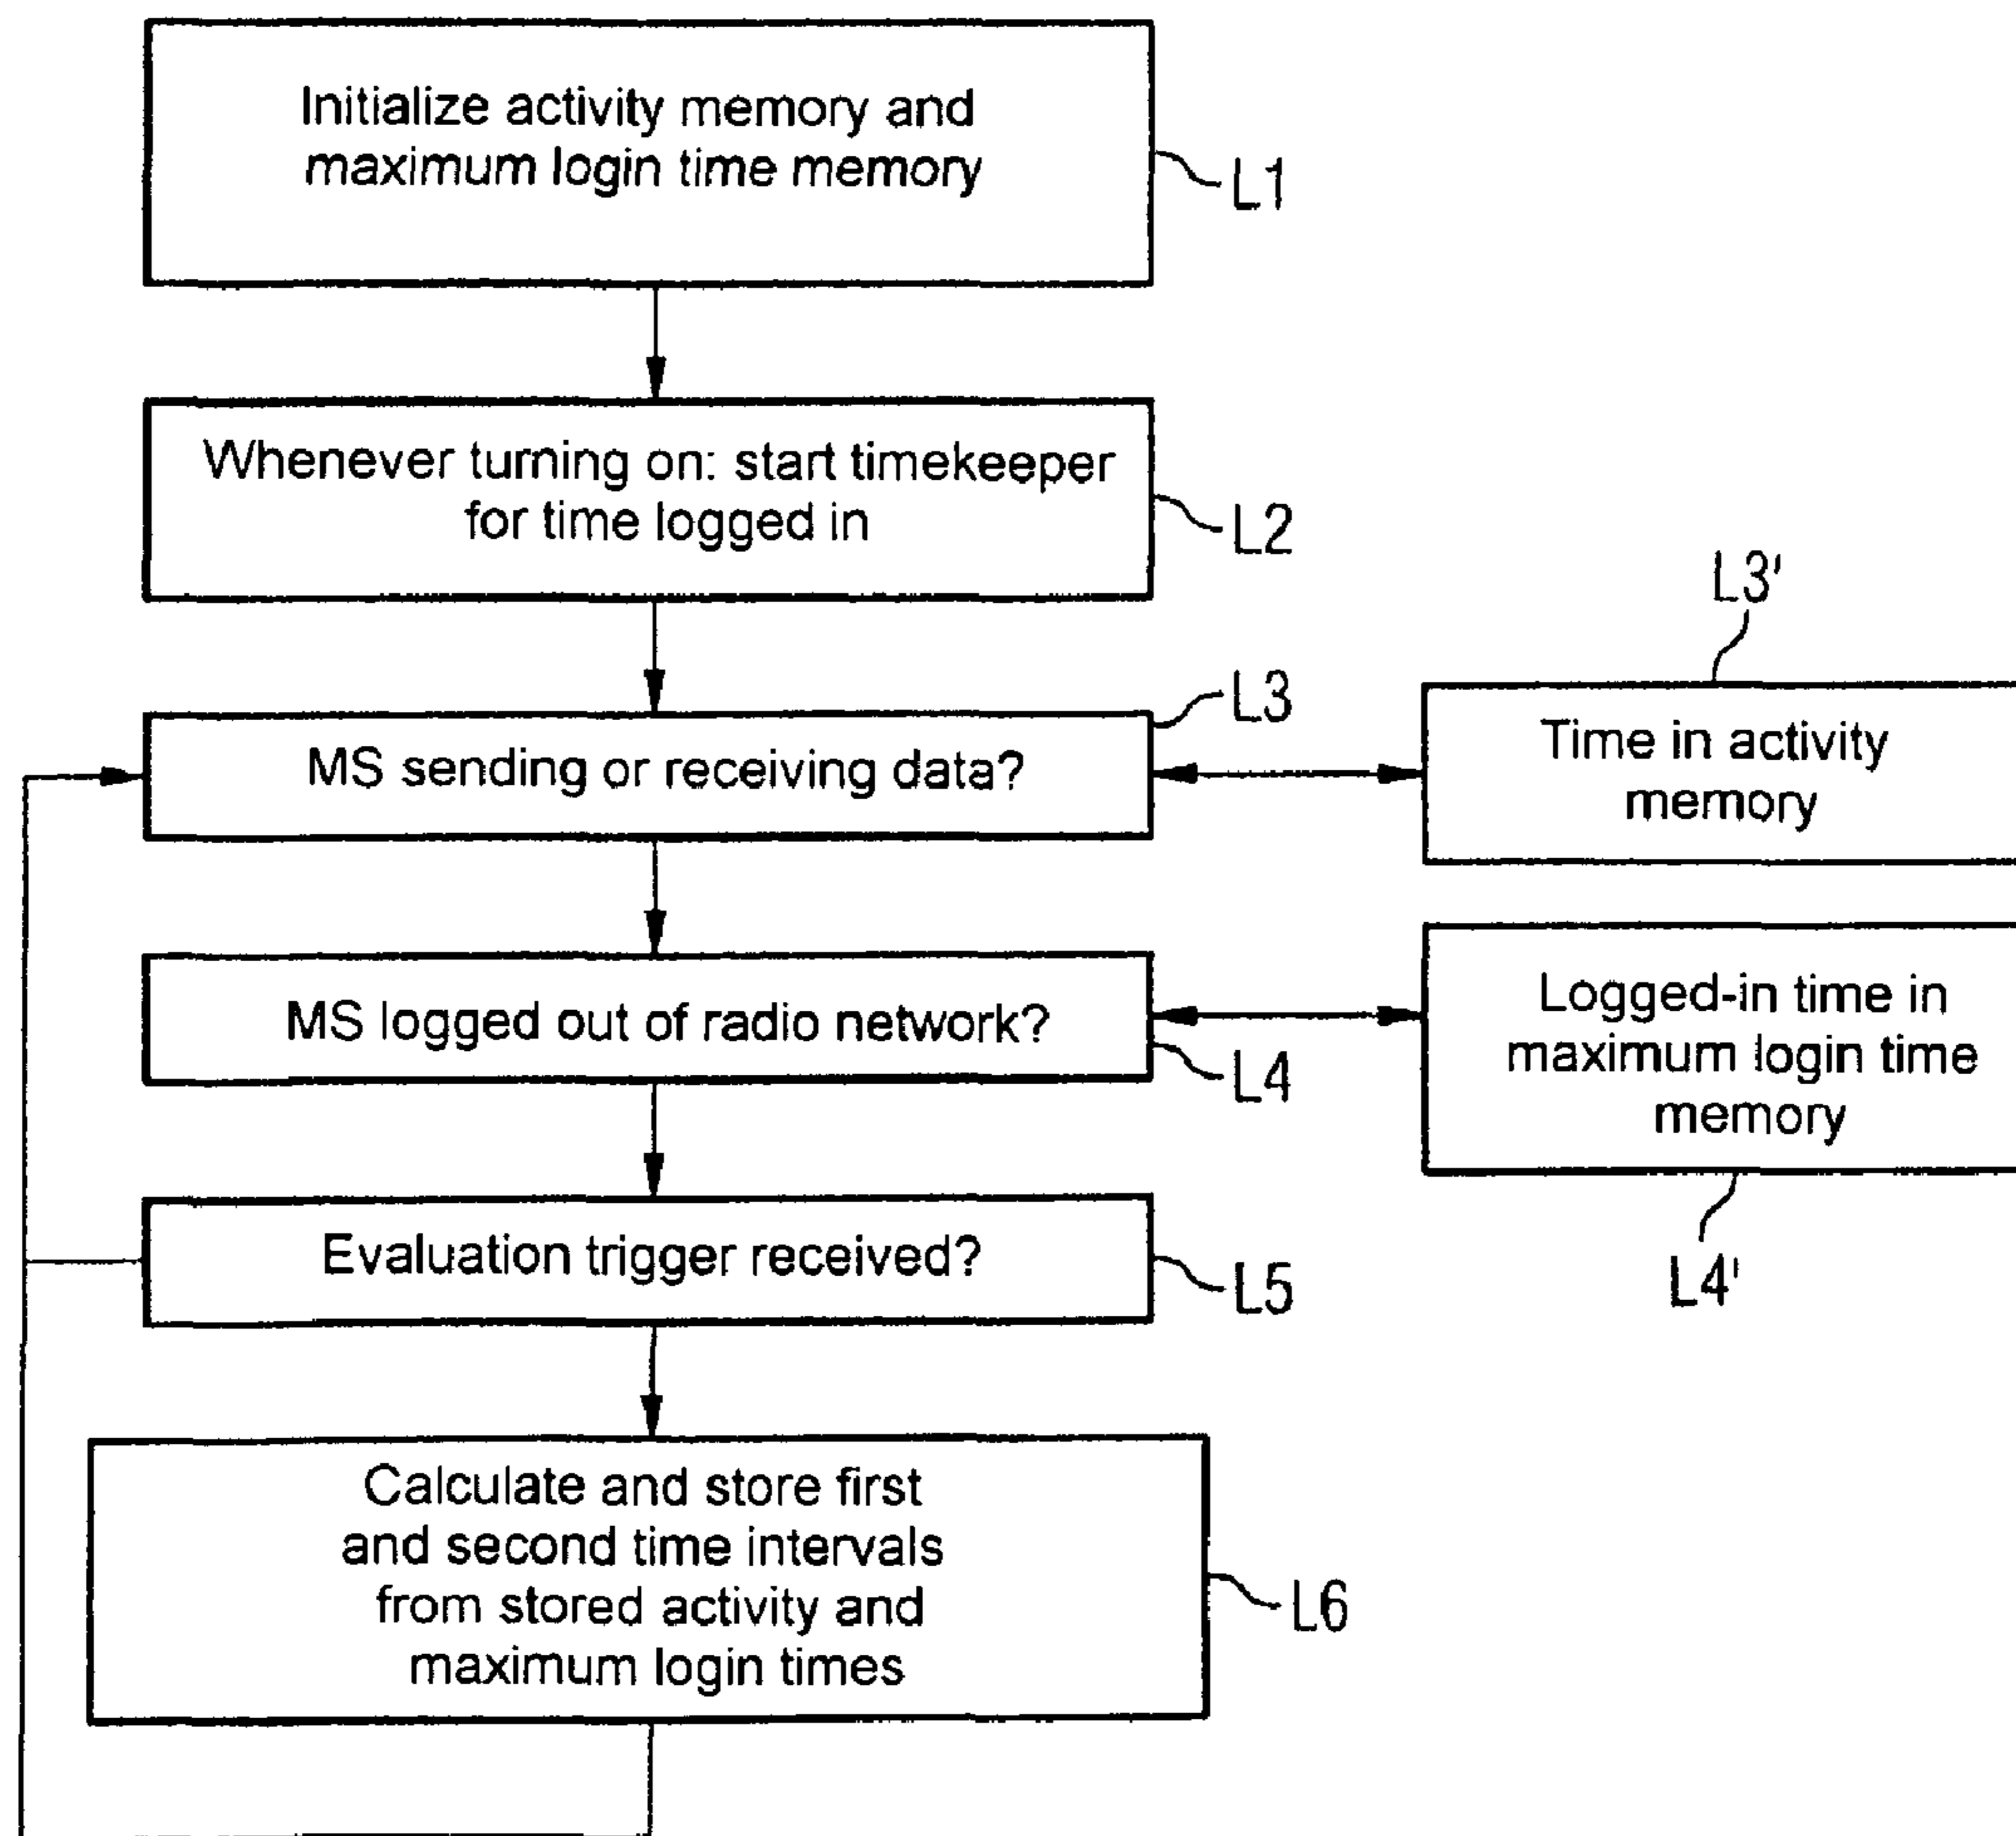 Initialize activity memory and
maximum login time memory
L1
Whenever turning on: start timekeeper
for time logged in
L2
L3'
L3
MS sending or receiving data?
Time in activity
memory
MS logged out of radio network?
L4
Logged-in time in
maximum login time
memory
L4'
Evaluation trigger received?
L5
Calculate and store first
and second time intervals
from stored activity and
maximum login times
L6